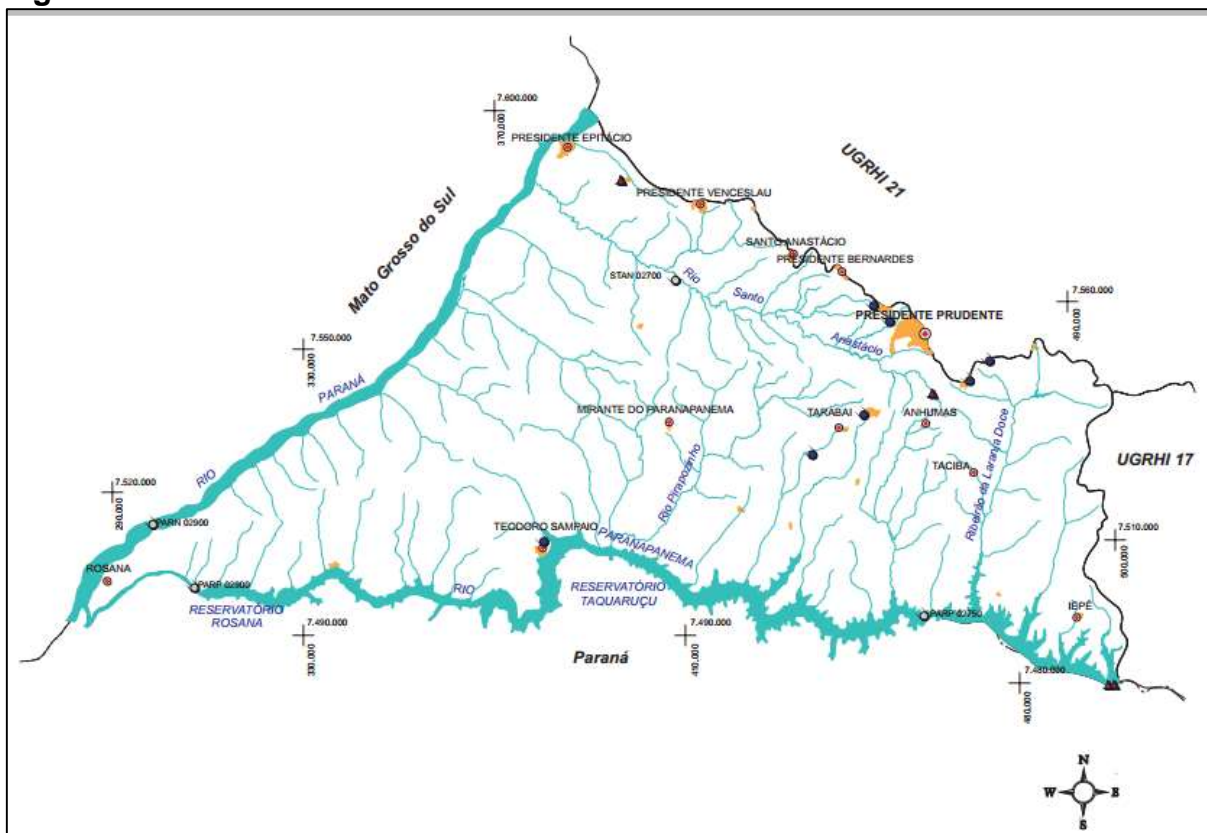 7.600.000
370.000
PRESIDENTE EPITÁCIO
UGRHI 21
PRESIDENTE VENCESLAU
Mato Grosso do Sul
SANTO ANASTÁCIO
PRESIDENTE BERNARDES
STAN 02700
Rio
Santo
Anastácio
7.560.000
490.000
PRESIDENTE PRUDENTE
7.550.000
330.000
PARANÁ
RIO
MIRANTE DO PARANAPANEMA
TARABAI
ANHUMAS
Ribeirão da Laranja Doce
UGRHI 17
TACIBA
Rio Pirapozinho
7.520.000
290.000
PARN 02900
TEODORO SAMPAIO
PARANAPANEMA
7.510.000
500.000
ROSANA
PARP 02900
RIO
RESERVATÓRIO
TAQUARUÇU
RESERVATÓRIO
ROSANA
PARP 02750
IEPÊ
7.490.000
330.000
7.490.000
410.000
Paraná
7.480.000
480.000
N
W
E
S